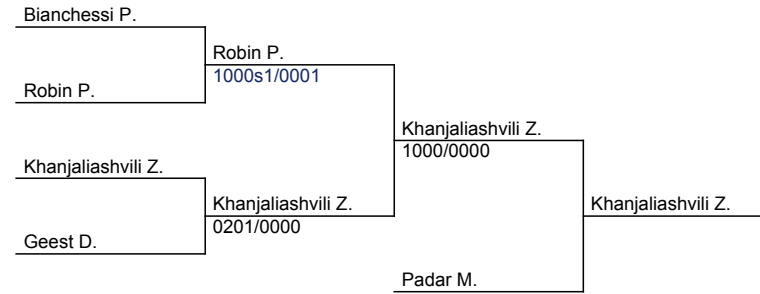 Bianchessi P.
Robin P.
1000s1/0001
Robin P.
Khanjaliashvili Z.
1000/0000
Khanjaliashvili Z.
Khanjaliashvili Z.
0201/0000
Khanjaliashvili Z.
Geest D.
Padar M.